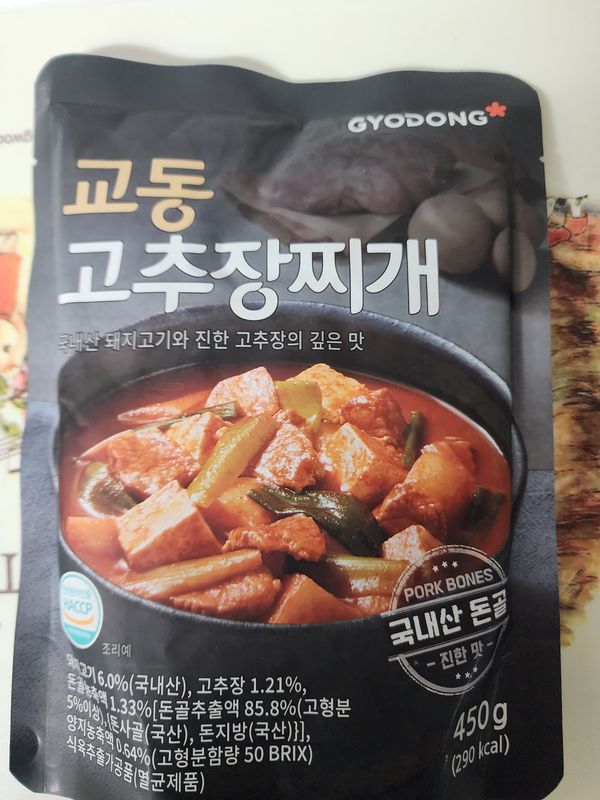 GYODONG
교동
고추장찌개
국내산 돼지고기와 진한 고추장의 깊은 맛
PORK BONES
국내산 돈골
- 진한 맛 -
HACCP
조리예
돼지고기 6.0%(국내산), 고추장 1.21%,
돈골농축액 1.33%[돈골추출액 85.8%{고형분
5%이상), (돈사골(국산), 돈지방(국산)}],
양지농축액 0.64%(고형분함량 50 BRIX)
식육추출가공품(멸균제품)
450g
(290 kcal)